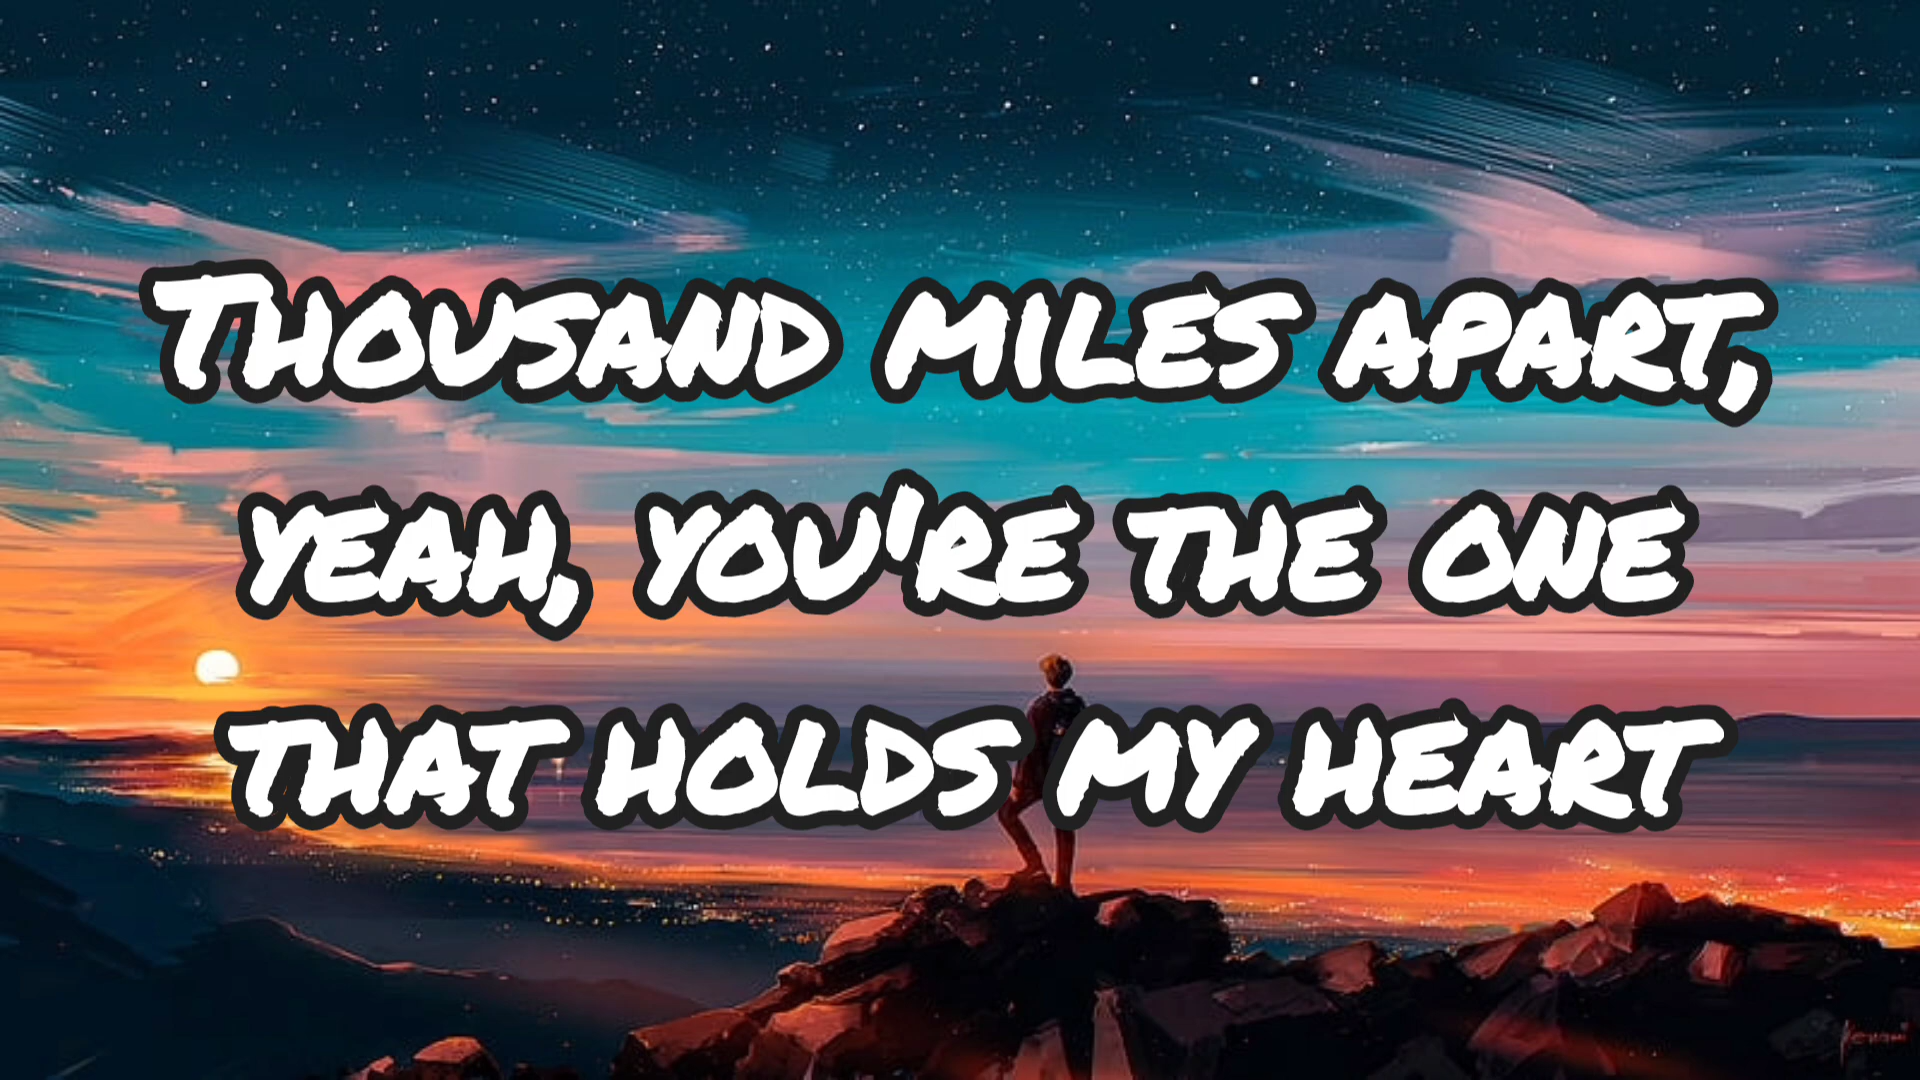 Thousand miles apart,
yeah, you're the one
that holds my heart